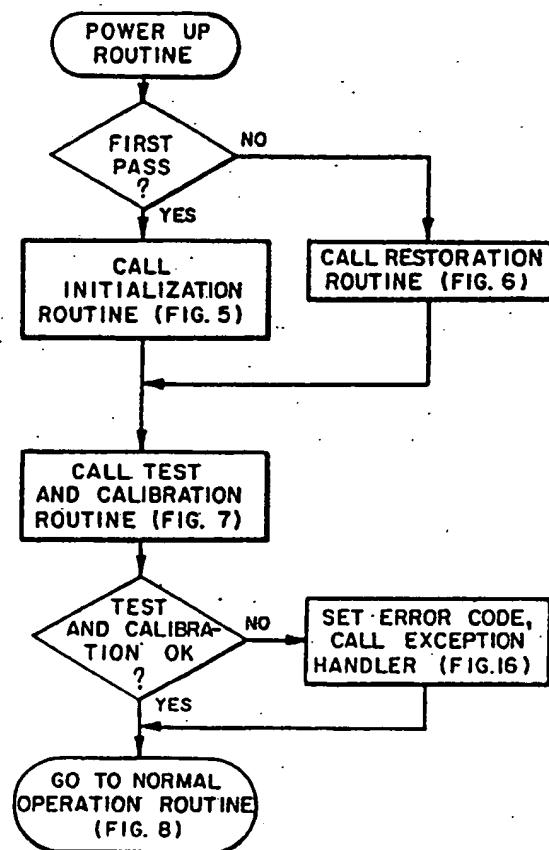 POWER UP
ROUTINE
FIRST
PASS
?
NO
YES
CALL
INITIALIZATION
ROUTINE (FIG. 5)
CALL RESTORATION
ROUTINE (FIG. 6)
CALL TEST
AND CALIBRATION
ROUTINE (FIG. 7)
TEST
AND CALIBRA-
TION OK
?
NO
YES
SET ERROR CODE,
CALL EXCEPTION
HANDLER (FIG.16)
GO TO NORMAL
OPERATION ROUTINE
(FIG. 8)